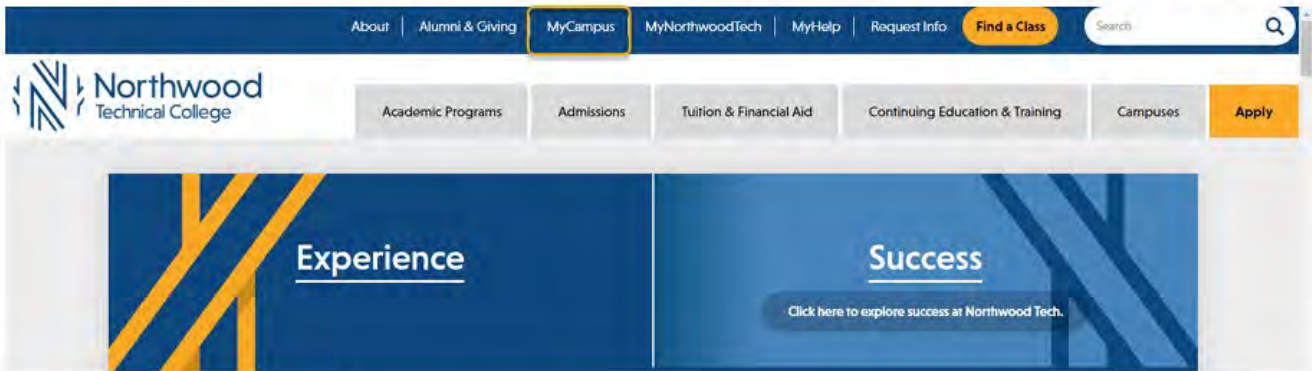 About Alumni & Giving MyCampus MyNorthwoodTech MyHelp Request Info Find a Class Search
Northwood
Technical College
Academic Programs Admissions Tuition & Financial Aid Continuing Education & Training Campuses Apply
Experience Success
Click here to explore success at Northwood Tech.